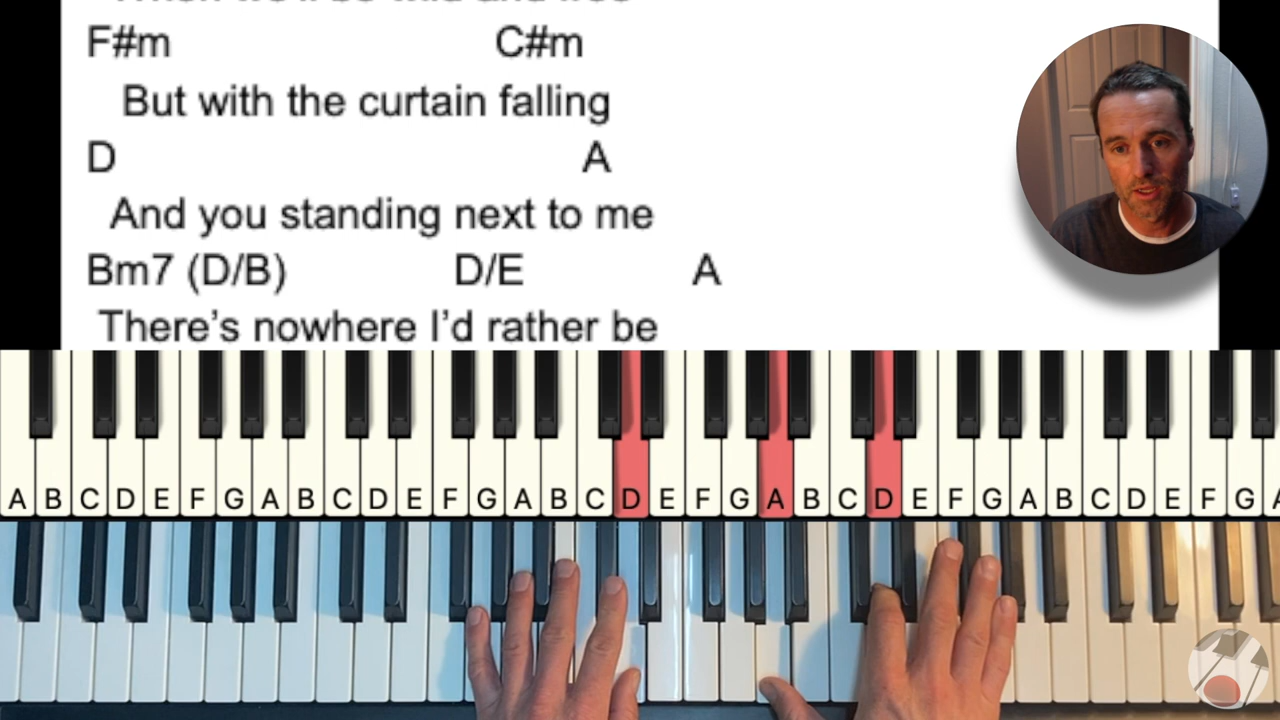 F#m C#m
But with the curtain falling
D A
And you standing next to me
Bm7 (D/B) D/E A
There's nowhere I'd rather be
A B C D E F G A B C D E F G A B C D E F G A B C D E F G A B C D E F G A